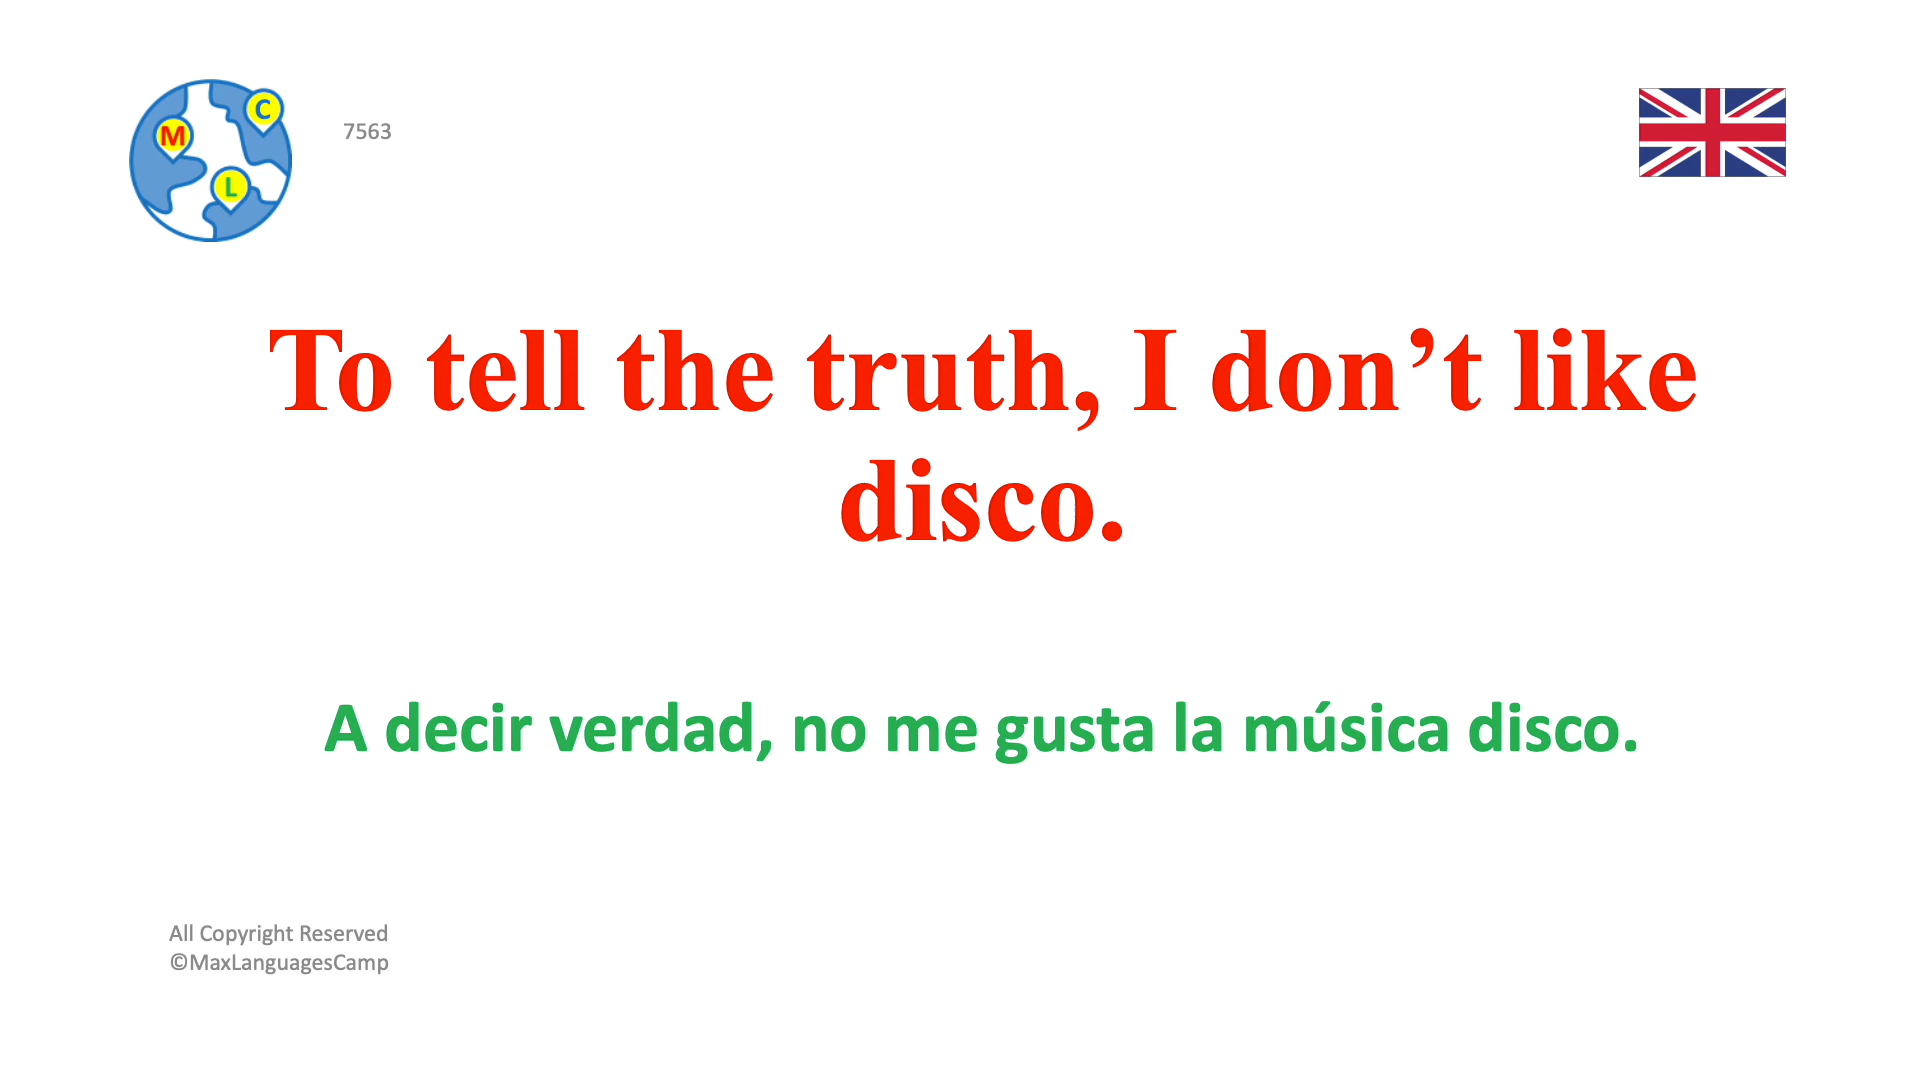 C
M
L
7563
To tell the truth, I don’t like
disco.
A decir verdad, no me gusta la música disco.
All Copyright Reserved
©MaxLanguagesCamp